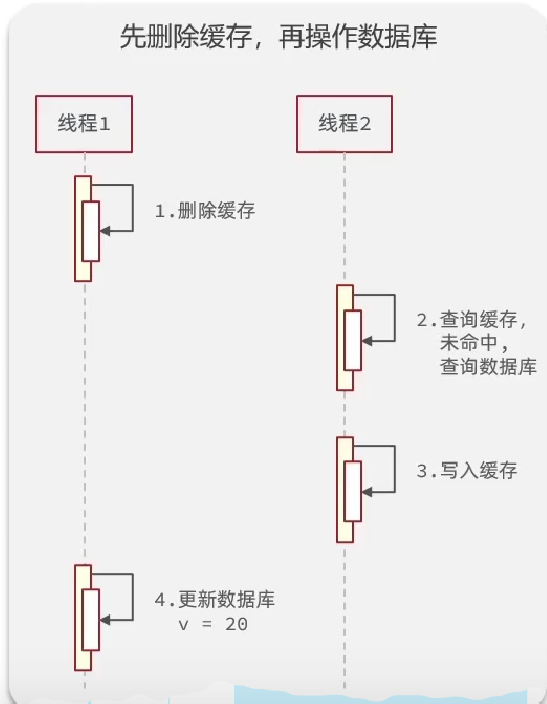 先删除缓存，再操作数据库
线程1
线程2
1.删除缓存
2.查询缓存，
未命中，
查询数据库
3.写入缓存
4.更新数据库
v = 20